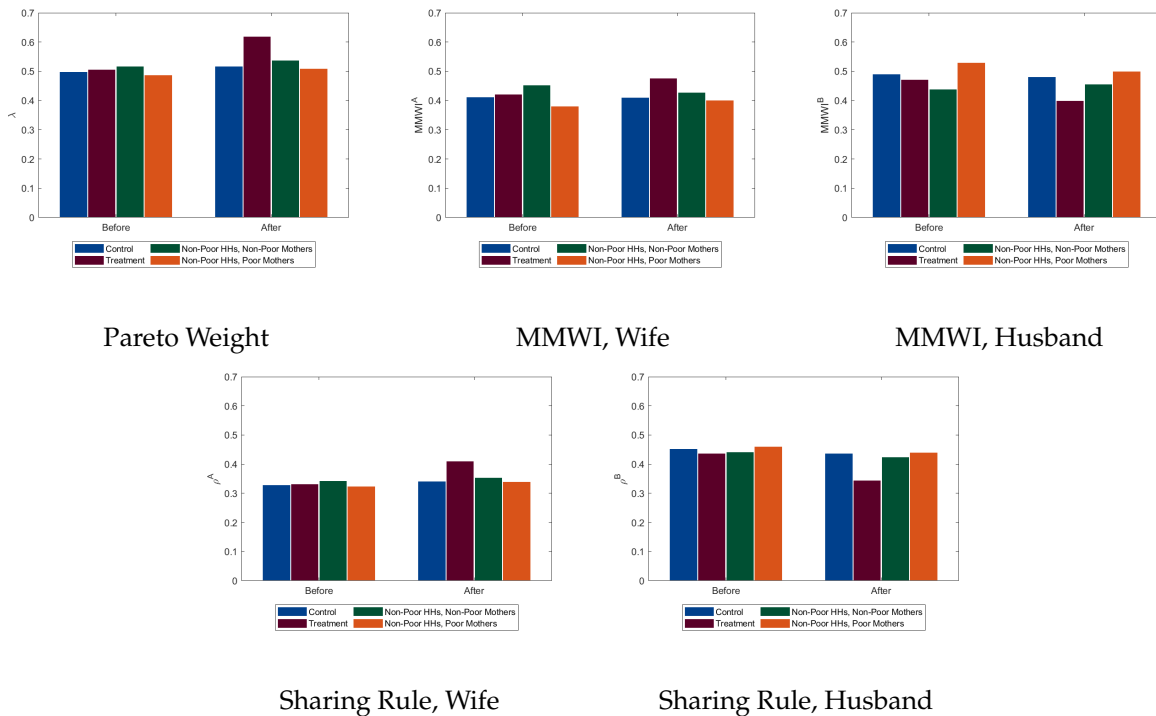 0.7
0.6
0.5
0.4
0.3
0.2
0.1
0
λ
Before After
Control Non-Poor HHs, Non-Poor Mothers
Treatment Non-Poor HHs, Poor Mothers
Pareto Weight
0.7
0.6
0.5
0.4
0.3
0.2
0.1
0
MMWI^A
Before After
Control Non-Poor HHs, Non-Poor Mothers
Treatment Non-Poor HHs, Poor Mothers
MMWI, Wife
0.7
0.6
0.5
0.4
0.3
0.2
0.1
0
MMWI^B
Before After
Control Non-Poor HHs, Non-Poor Mothers
Treatment Non-Poor HHs, Poor Mothers
MMWI, Husband
0.7
0.6
0.5
0.4
0.3
0.2
0.1
0
ρ^A
Before After
Control Non-Poor HHs, Non-Poor Mothers
Treatment Non-Poor HHs, Poor Mothers
Sharing Rule, Wife
0.7
0.6
0.5
0.4
0.3
0.2
0.1
0
ρ^B
Before After
Control Non-Poor HHs, Non-Poor Mothers
Treatment Non-Poor HHs, Poor Mothers
Sharing Rule, Husband